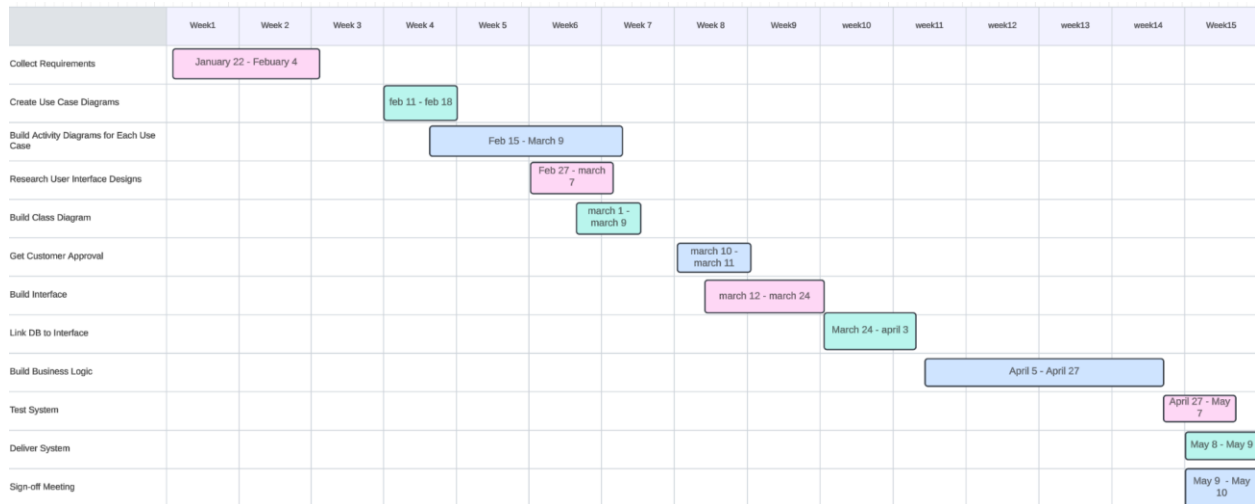 Week1 Week 2 Week 3 Week 4 Week 5 Week6 Week 7 Week 8 Week9 week10 week11 week12 week13 week14 Week15
Collect Requirements
January 22 - Febuary 4
Create Use Case Diagrams
feb 11 - feb 18
Build Activity Diagrams for Each Use
Case
Feb 15 - March 9
Research User Interface Designs
Feb 27 - march
7
Build Class Diagram
march 1 -
march 9
Get Customer Approval
march 10 -
march 11
Build Interface
march 12 - march 24
Link DB to Interface
March 24 - april 3
Build Business Logic
April 5 - April 27
Test System
April 27 - May
7
Deliver System
May 8 - May 9
Sign-off Meeting
May 9 - May
10